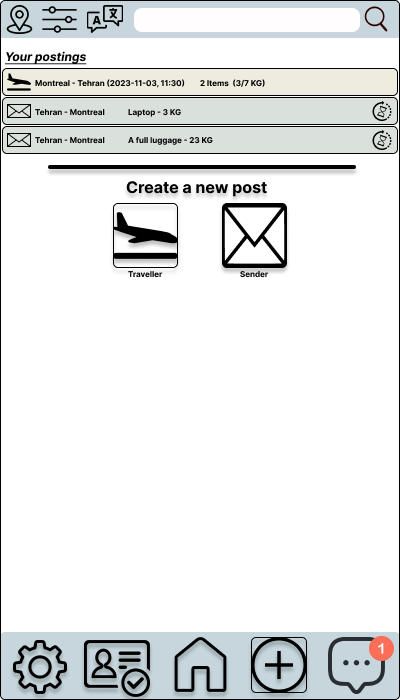 A 文
Your postings
Montreal - Tehran (2023-11-03, 11:30) 2 Items (3/7 KG)
Tehran - Montreal Laptop - 3 KG
Tehran - Montreal A full luggage - 23 KG
Create a new post
Traveller Sender
1